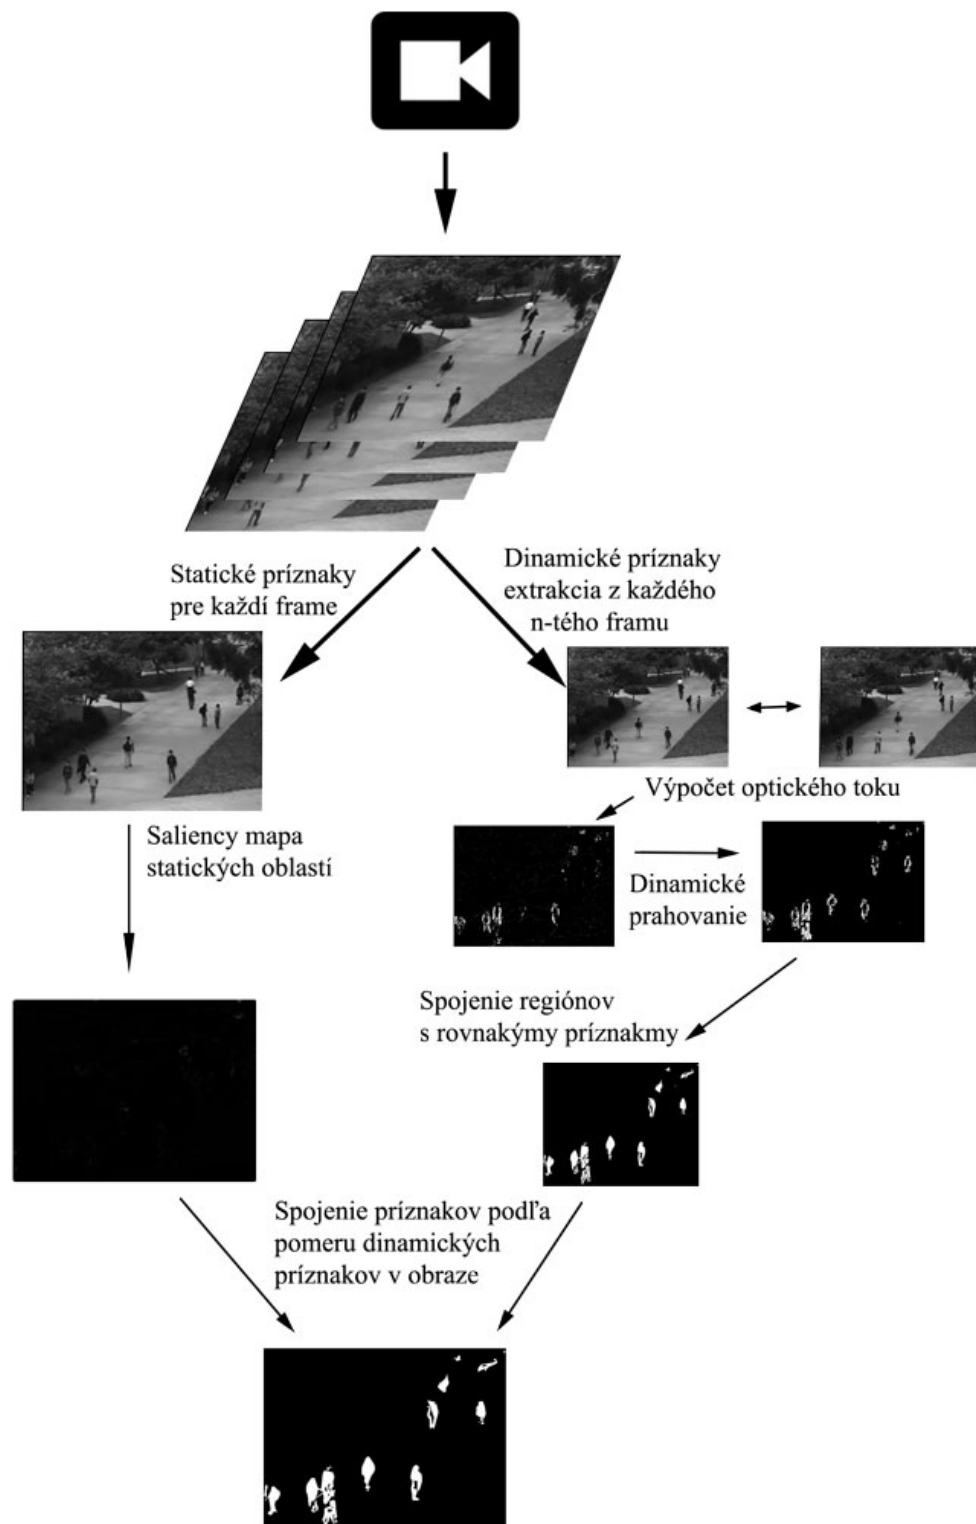 Statické príznaky
pre každí frame
Dinamické príznaky
extrakcia z každého
n-tého framu
Výpočet optického toku
Saliency mapa
statických oblastí
Dinamické
prahovanie
Spojenie regiónov
s rovnakýmy príznakmy
Spojenie príznakov podľa
pomeru dinamických
príznakov v obraze